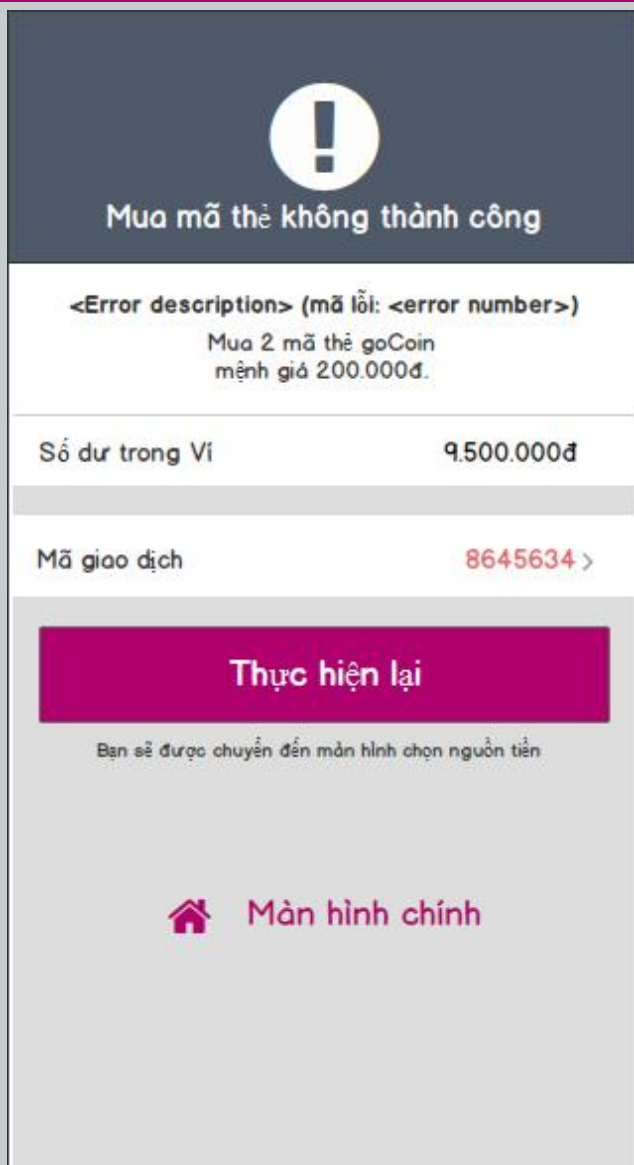 Mua mã thẻ không thành công
<Error description> (mã lỗi: <error number>)
Mua 2 mã thẻ goCoin
mệnh giá 200.000đ.
Số dư trong Ví 9.500.000đ
Mã giao dịch 8645634 >
Thực hiện lại
Bạn sẽ được chuyển đến màn hình chọn nguồn tiền
Màn hình chính